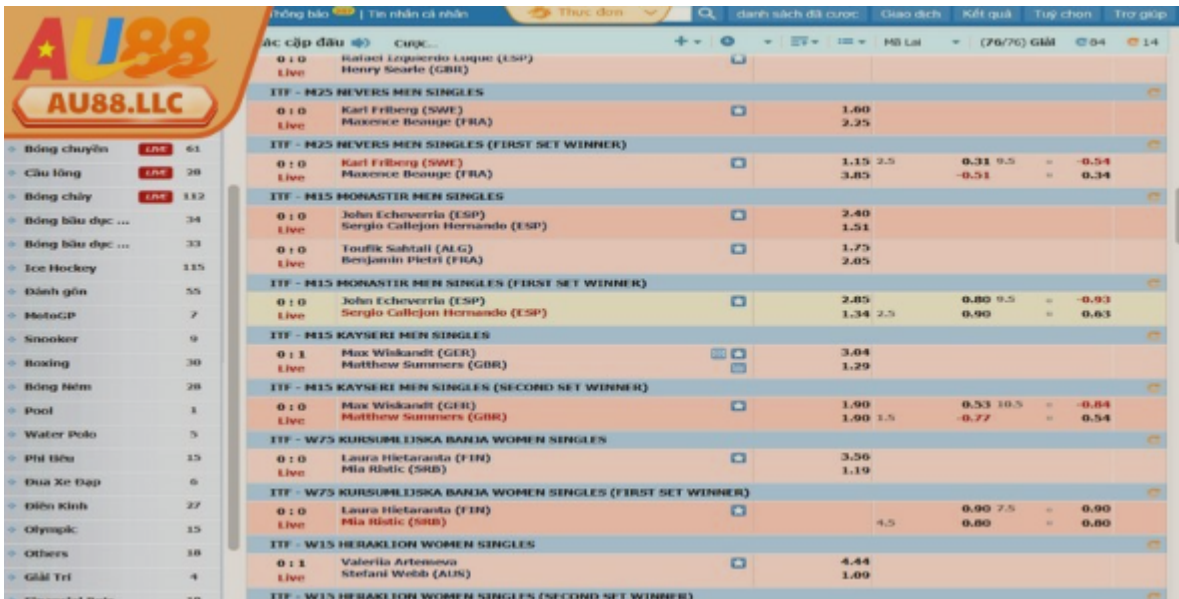 AU88
AU88.LLC
Thông báo | Tin nhắn cá nhân
Thực đơn
danh sách đã cược
Giao dịch
Kết quả
Tuỳ chọn
Trợ giúp
ác cặp đấu
cược...
Mã Lai
(76/76) Giải
84
14
Bóng chuyền LIVE 61
Cầu lông LIVE 20
Bóng chày LIVE 112
Bóng bầu dục ... 34
Bóng bầu dục ... 33
Ice Hockey 115
Đánh gôn 55
MotoGP 7
Snooker 9
Boxing 30
Bóng Ném 28
Pool 1
Water Polo 5
Phi tiêu 15
Đua Xe Đạp 6
Điền Kinh 27
Olympic 15
Others 18
Giải Trí 4
0 : 0 Rafael Izquierdo Luque (ESP)
Live Henry Searle (GBR)
ITF - M25 NEVERS MEN SINGLES
0 : 0 Karl Friberg (SWE) 1.60
Live Maxence Beauge (FRA) 2.25
ITF - M25 NEVERS MEN SINGLES (FIRST SET WINNER)
0 : 0 Karl Friberg (SWE) 1.15 2.5 0.31 9.5 -0.54
Live Maxence Beauge (FRA) 3.85 -0.51 0.34
ITF - M15 MONASTIR MEN SINGLES
0 : 0 John Echeverria (ESP) 2.40
Live Sergio Callejon Hernando (ESP) 1.51
0 : 0 Toufik Sahtali (ALG) 1.75
Live Benjamin Pietri (FRA) 2.05
ITF - M15 MONASTIR MEN SINGLES (FIRST SET WINNER)
0 : 0 John Echeverria (ESP) 2.85 0.80 9.5 -0.93
Live Sergio Callejon Hernando (ESP) 1.34 2.5 0.90 0.63
ITF - M15 KAYSERI MEN SINGLES
0 : 1 Max Wiskandt (GER) 3.04
Live Matthew Summers (GBR) 1.29
ITF - M15 KAYSERI MEN SINGLES (SECOND SET WINNER)
0 : 0 Max Wiskandt (GER) 1.90 0.53 10.5 -0.84
Live Matthew Summers (GBR) 1.90 1.5 -0.77 0.54
ITF - W75 KURSUMLIJSKA BANJA WOMEN SINGLES
0 : 0 Laura Hietaranta (FIN) 3.56
Live Mia Ristic (SRB) 1.19
ITF - W75 KURSUMLIJSKA BANJA WOMEN SINGLES (FIRST SET WINNER)
0 : 0 Laura Hietaranta (FIN) 0.90 7.5 0.90
Live Mia Ristic (SRB) 4.5 0.80 0.80
ITF - W15 HERAKLION WOMEN SINGLES
0 : 1 Valeriia Artemeva 4.44
Live Stefani Webb (AUS) 1.09
ITF - W15 HERAKLION WOMEN SINGLES (SECOND SET WINNER)